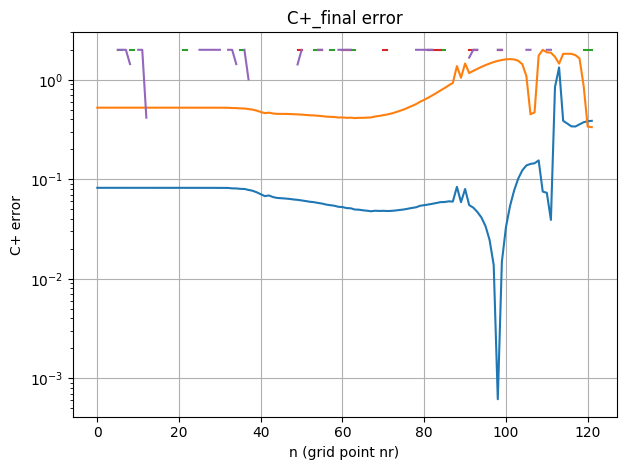 C+_final error
C+ error
10⁰
10⁻¹
10⁻²
10⁻³
0 20 40 60 80 100 120
n (grid point nr)